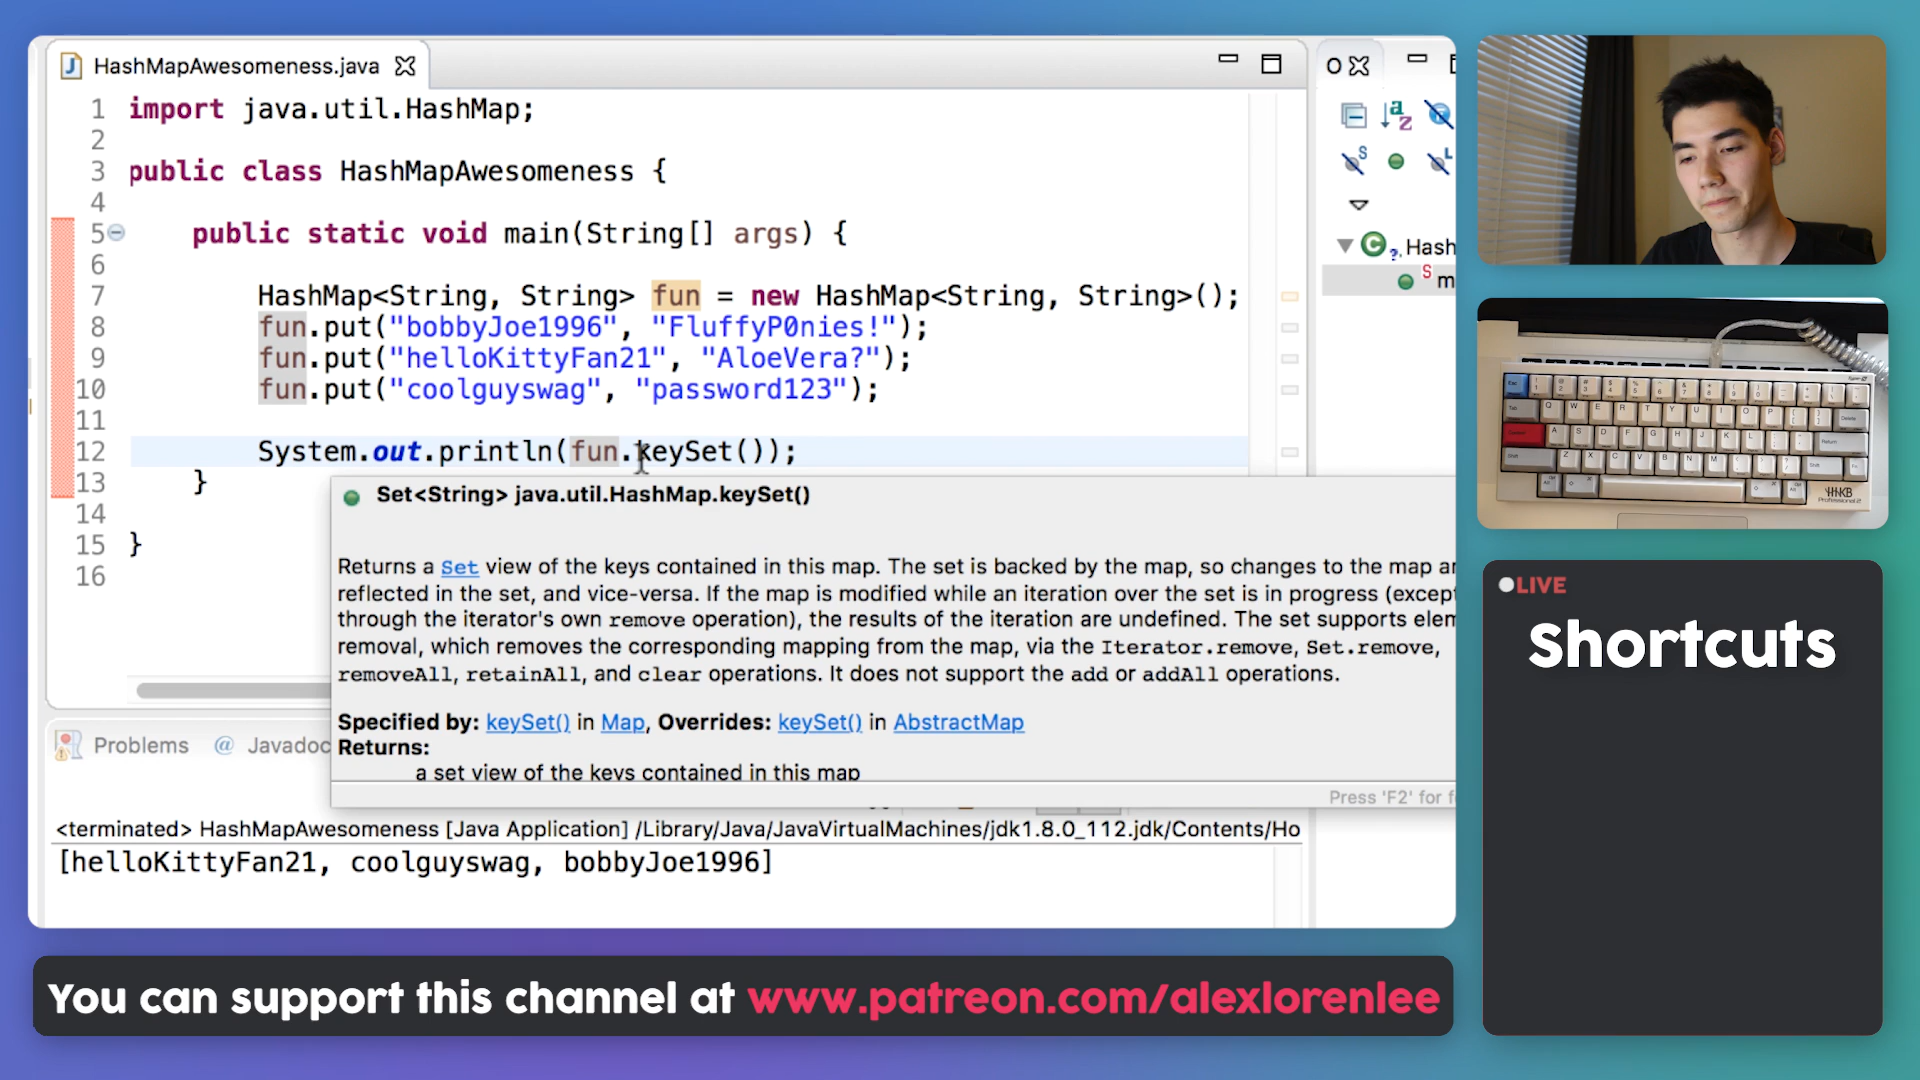 HashMapAwesomeness.java
1 import java.util.HashMap;
2
3 public class HashMapAwesomeness {
4
5 public static void main(String[] args) {
6
7 HashMap<String, String> fun = new HashMap<String, String>();
8 fun.put("bobbyJoe1996", "FluffyP0nies!");
9 fun.put("helloKittyFan21", "AloeVera?");
10 fun.put("coolguyswag", "password123");
11
12 System.out.println(fun.keySet());
13 }
14
15 }
16
Set<String> java.util.HashMap.keySet()
Returns a Set view of the keys contained in this map. The set is backed by the map, so changes to the map ar
reflected in the set, and vice-versa. If the map is modified while an iteration over the set is in progress (excep
through the iterator's own remove operation), the results of the iteration are undefined. The set supports elem
removal, which removes the corresponding mapping from the map, via the Iterator.remove, Set.remove,
removeAll, retainAll, and clear operations. It does not support the add or addAll operations.
Specified by: keySet() in Map, Overrides: keySet() in AbstractMap
Returns:
a set view of the keys contained in this map
Press 'F2' for f
Problems @ Javadoc
<terminated> HashMapAwesomeness [Java Application] /Library/Java/JavaVirtualMachines/jdk1.8.0_112.jdk/Contents/Ho
[helloKittyFan21, coolguyswag, bobbyJoe1996]
O
Hash
m
HHKB
Professional2
LIVE
Shortcuts
You can support this channel at www.patreon.com/alexlorenlee